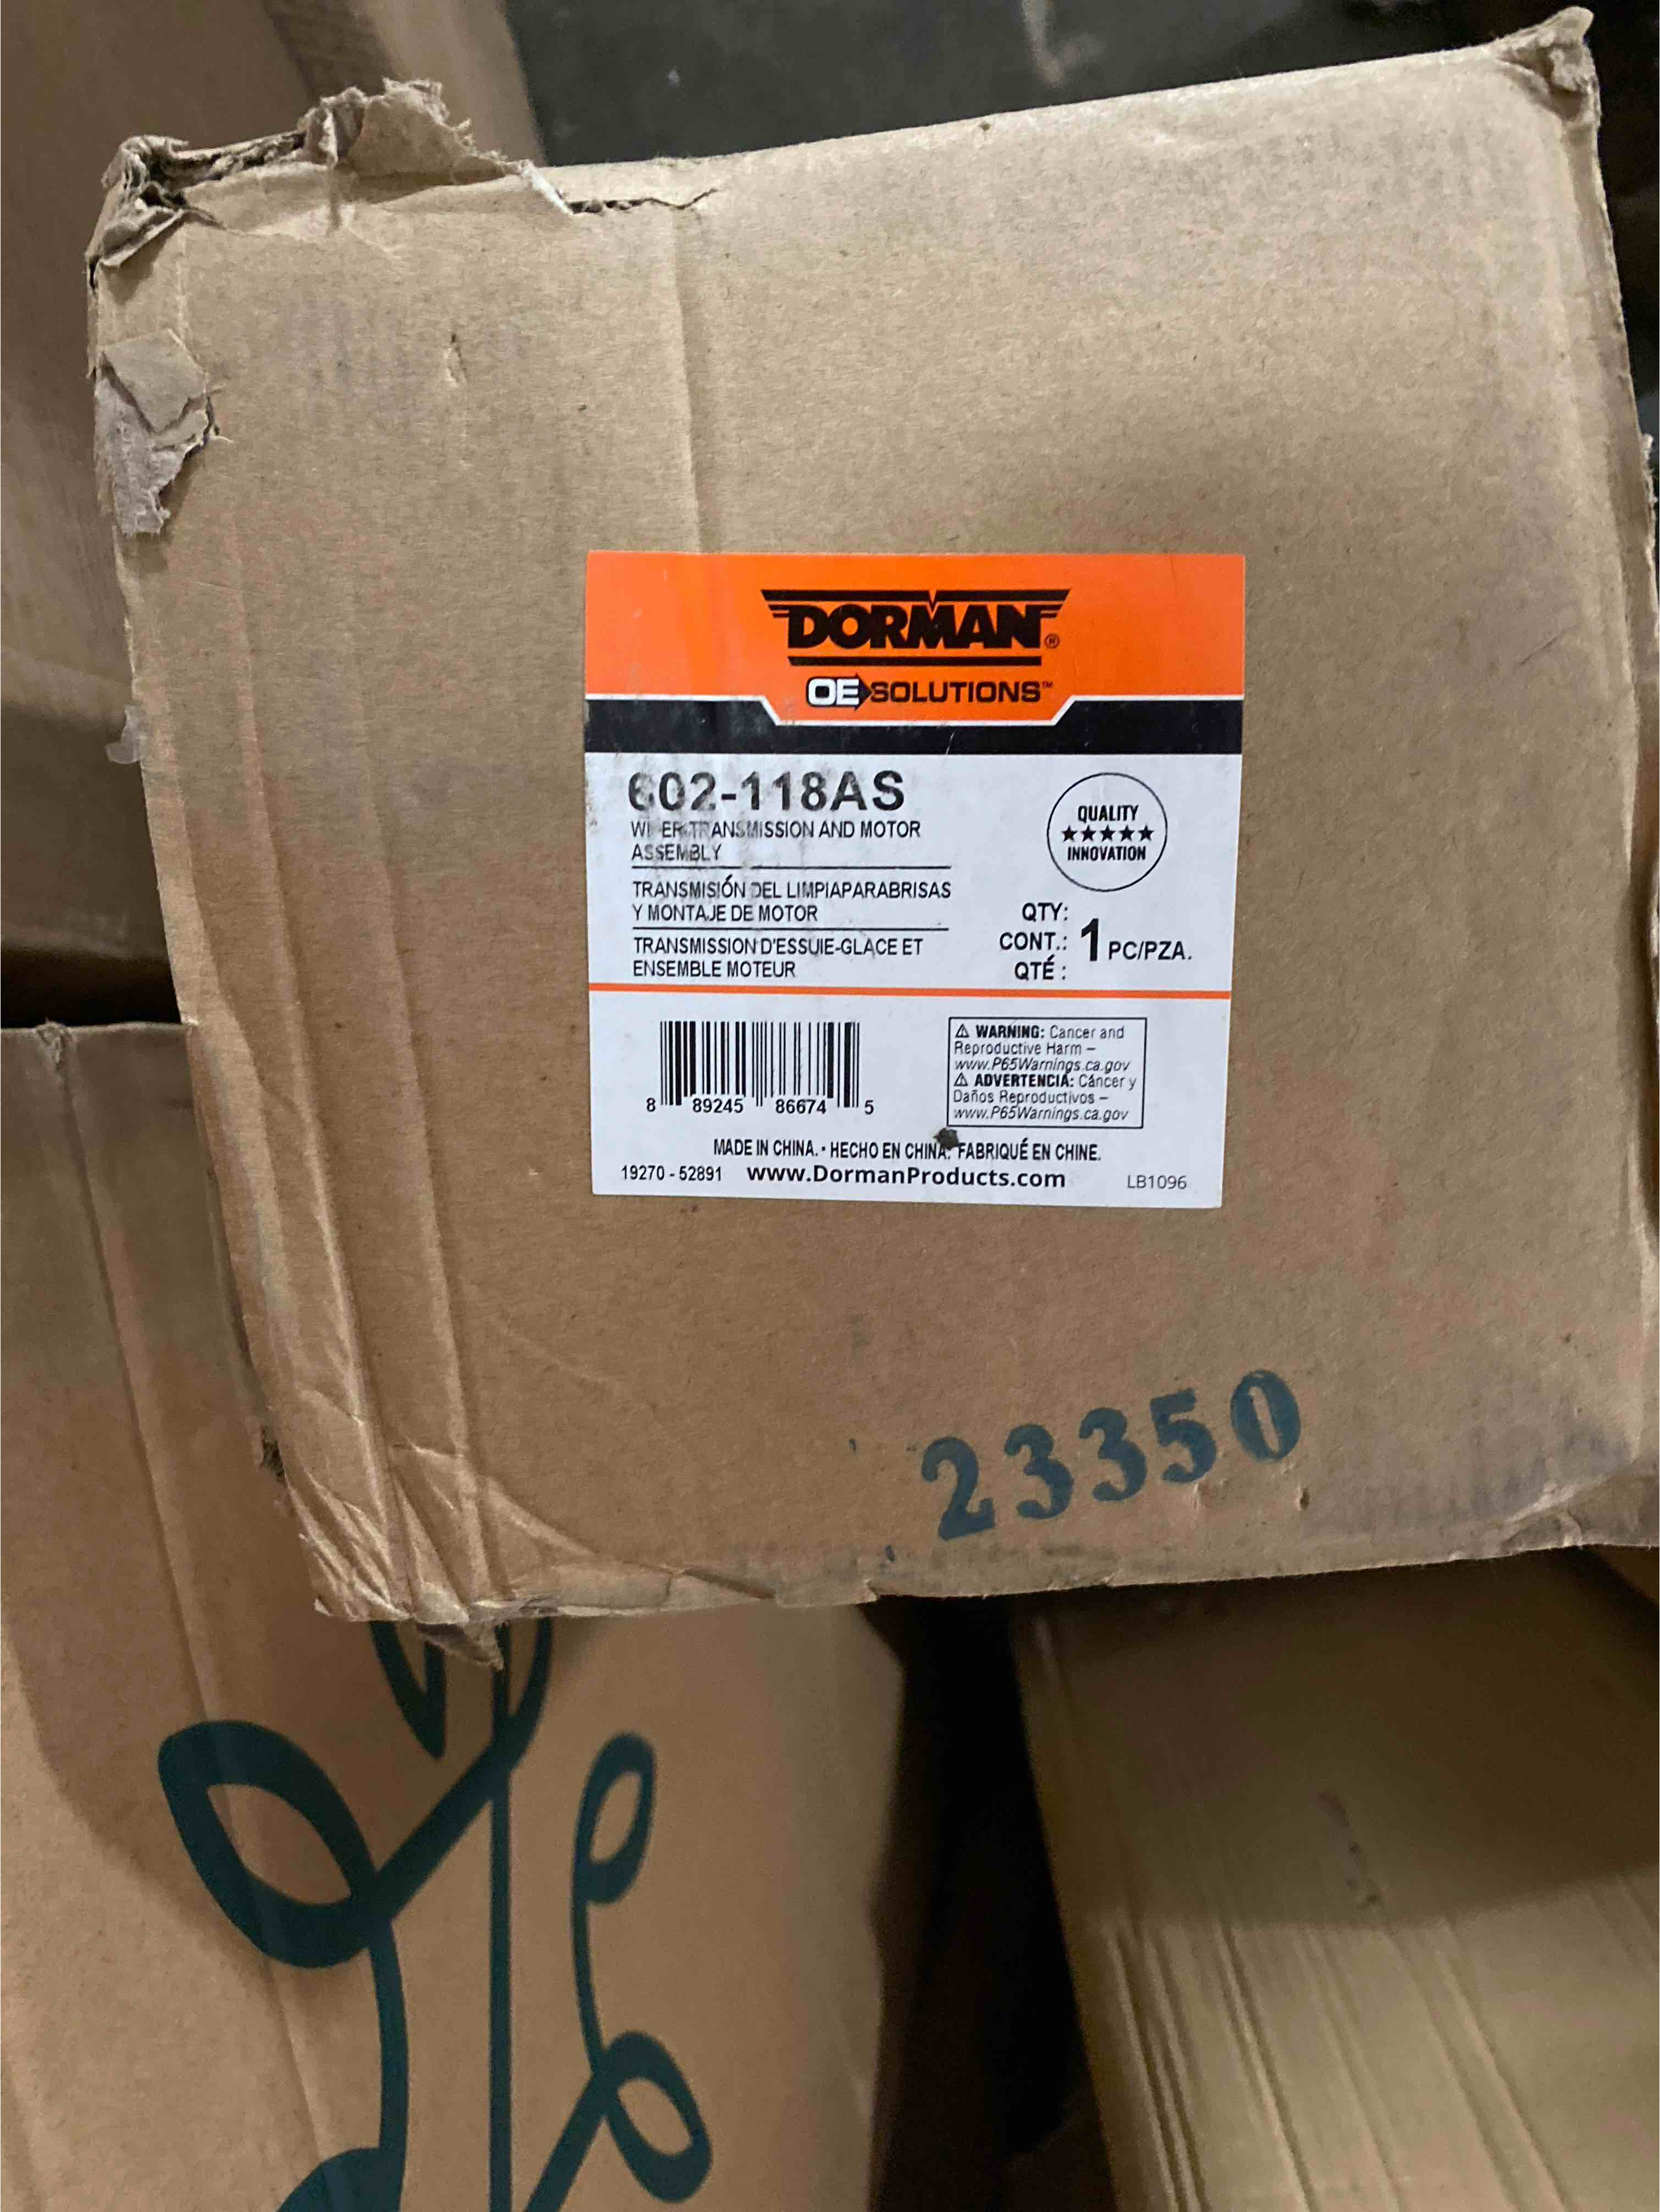 DORMAN®
OE SOLUTIONS™
602-118AS
WIPER TRANSMISSION AND MOTOR
ASSEMBLY
TRANSMISIÓN DEL LIMPIAPARABRISAS
Y MONTAJE DE MOTOR
TRANSMISSION D'ESSUIE-GLACE ET
ENSEMBLE MOTEUR
QUALITY
★★★★★
INNOVATION
QTY:
CONT.: 1 PC/PZA.
QTÉ :
8 89245 86674 5
⚠ WARNING: Cancer and
Reproductive Harm –
www.P65Warnings.ca.gov
⚠ ADVERTENCIA: Cáncer y
Daños Reproductivos –
www.P65Warnings.ca.gov
MADE IN CHINA. • HECHO EN CHINA. FABRIQUÉ EN CHINE.
19270 - 52891 www.DormanProducts.com LB1096
23350